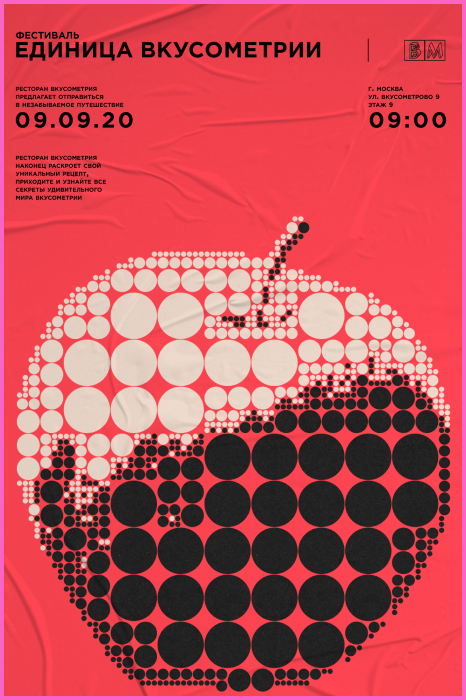 ФЕСТИВАЛЬ
ЕДИНИЦА ВКУСОМЕТРИИ
ВМ
РЕСТОРАН ВКУСОМЕТРИЯ
ПРЕДЛАГАЕТ ОТПРАВИТЬСЯ
В НЕЗАБЫВАЕМОЕ ПУТЕШЕСТВИЕ
09.09.20
Г. МОСКВА
УЛ. ВКУСОМЕТРОВО 9
ЭТАЖ 9
09:00
РЕСТОРАН ВКУСОМЕТРИЯ
НАКОНЕЦ РАСКРОЕТ СВОЙ
УНИКАЛЬНЫЙ РЕЦЕПТ,
ПРИХОДИТЕ И УЗНАЙТЕ ВСЕ
СЕКРЕТЫ УДИВИТЕЛЬНОГО
МИРА ВКУСОМЕТРИИ